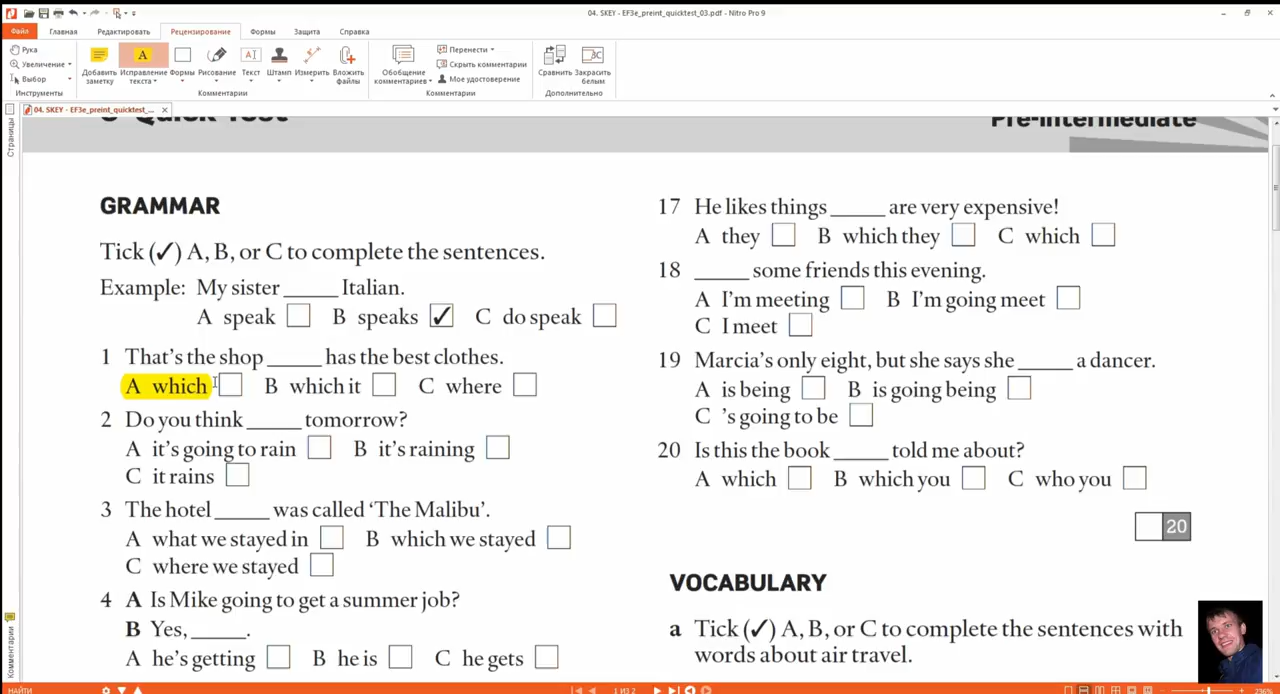 04. SKEY - EF3e_preint_quicktest_03.pdf - Nitro Pro 9
Файл Главная Редактировать Рецензирование Формы Защита Справка
Рука
Увеличение
Выбор
Инструменты
Добавить заметку
Исправление текста
Формы
Рисование
Текст
Штамп
Измерить
Вложить файлы
Комментарии
Обобщение комментариев
Перенести
Скрыть комментарии
Мое удостоверение
Комментарии
Сравнить
Закрасить белым
Дополнительно
04. SKEY - EF3e_preint_quicktest_...
Страницы
3 Quick Test
Pre-intermediate
GRAMMAR
Tick (✓) A, B, or C to complete the sentences.
Example: My sister _____ Italian.
A speak B speaks ✓ C do speak
1 That's the shop _____ has the best clothes.
A which B which it C where
2 Do you think _____ tomorrow?
A it's going to rain B it's raining
C it rains
3 The hotel _____ was called ‘The Malibu’.
A what we stayed in B which we stayed
C where we stayed
4 A Is Mike going to get a summer job?
B Yes, _____.
A he's getting B he is C he gets
17 He likes things _____ are very expensive!
A they B which they C which
18 _____ some friends this evening.
A I'm meeting B I'm going meet
C I meet
19 Marcia's only eight, but she says she _____ a dancer.
A is being B is going being
C 's going to be
20 Is this the book _____ told me about?
A which B which you C who you
20
VOCABULARY
a Tick (✓) A, B, or C to complete the sentences with
words about air travel.
Комментарии
НАЙТИ
1 ИЗ 2
236%